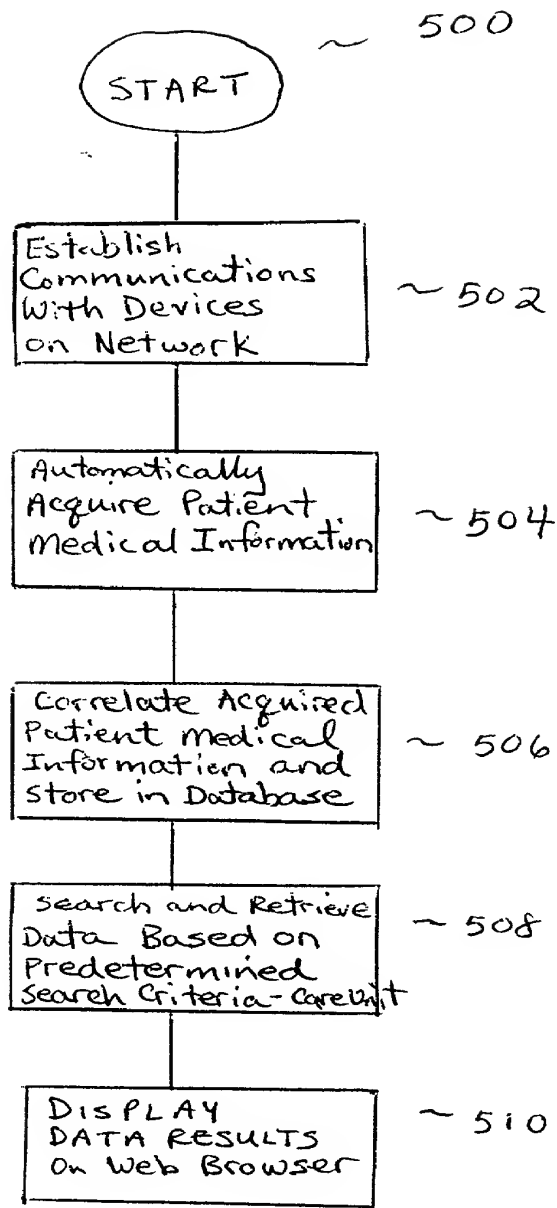 ~ 500
START
Establish
Communications
With Devices
on Network
~ 502
Automatically
Acquire Patient
Medical Information
~ 504
Correlate Acquired
Patient medical
Information and
Store in Database
~ 506
Search and Retrieve
Data Based on
Predetermined
Search Criteria-Care Unit
~ 508
DISPLAY
DATA RESULTS
On Web Browser
~ 510